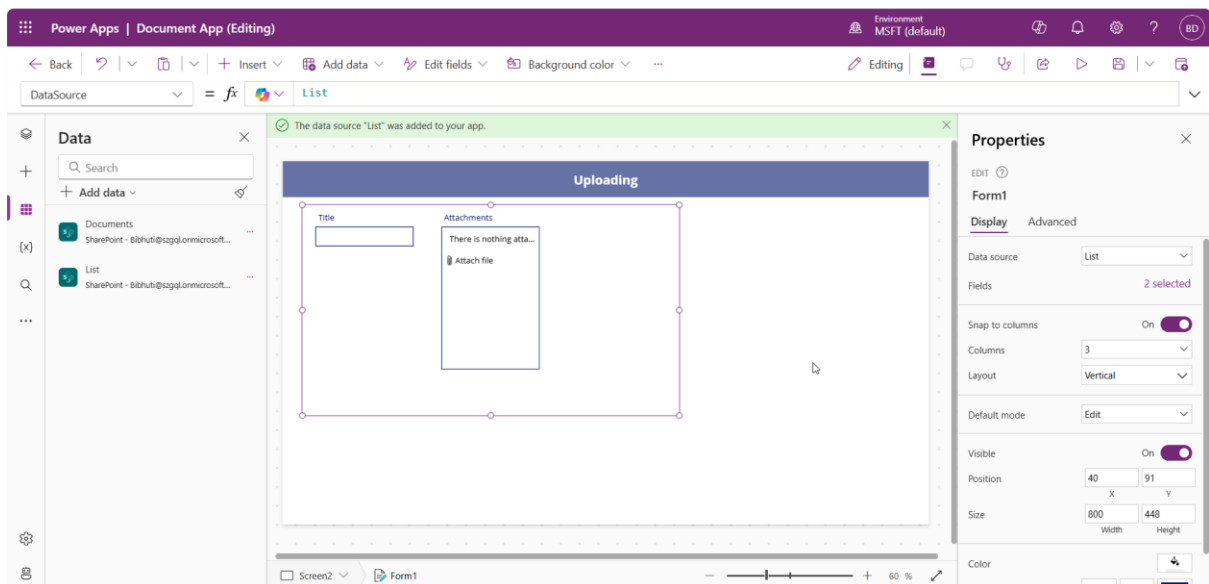 Power Apps | Document App (Editing)
Environment
MSFT (default)
BD
Back
Insert
Add data
Edit fields
Background color
...
Editing
DataSource
= fx
List
Data
Search
Add data
Documents
SharePoint - Bibhuti@szgql.onmicrosoft...
...
List
SharePoint - Bibhuti@szgql.onmicrosoft...
...
The data source "List" was added to your app.
Uploading
Title
Attachments
There is nothing atta...
Attach file
Screen2
Form1
60 %
Properties
EDIT
Form1
Display Advanced
Data source List
Fields 2 selected
Snap to columns On
Columns 3
Layout Vertical
Default mode Edit
Visible On
Position 40 91
X Y
Size 800 448
Width Height
Color